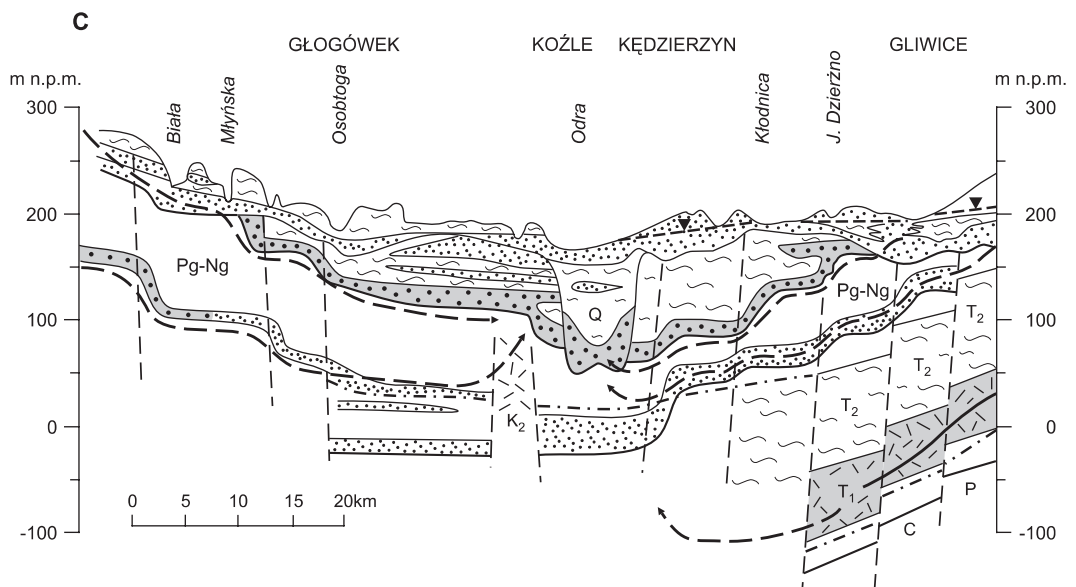 C
GŁOGÓWEK KOŹLE KĘDZIERZYN GLIWICE
m n.p.m. m n.p.m.
Biała Młyńska Osobtoga Odra Kłodnica J. Dzierżno
300 300
200 200
Pg-Ng Pg-Ng
100 Q T2 100
T2
K2 T2
0 0
T1 P
C
0 5 10 15 20km
-100 -100